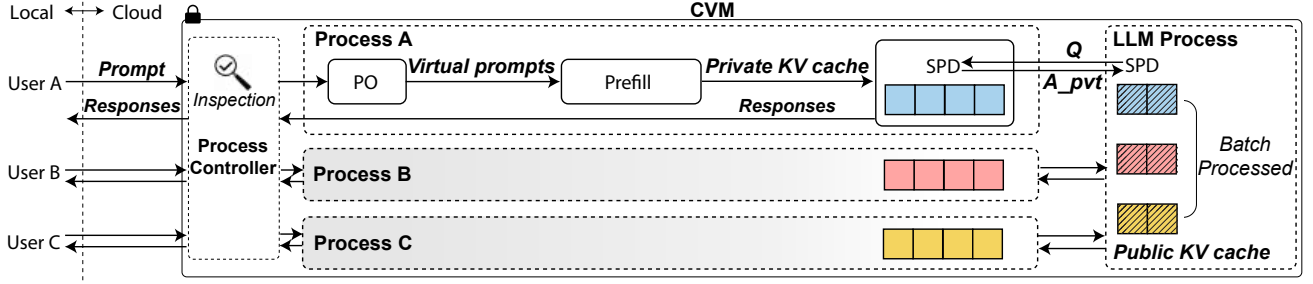 Local
Cloud
CVM
Process A
LLM Process
User A
Prompt
Inspection
PO
Virtual prompts
Prefill
Private KV cache
SPD
Q
A_pvt
SPD
Responses
Responses
Process
Controller
Batch
Processed
User B
Process B
User C
Process C
Public KV cache